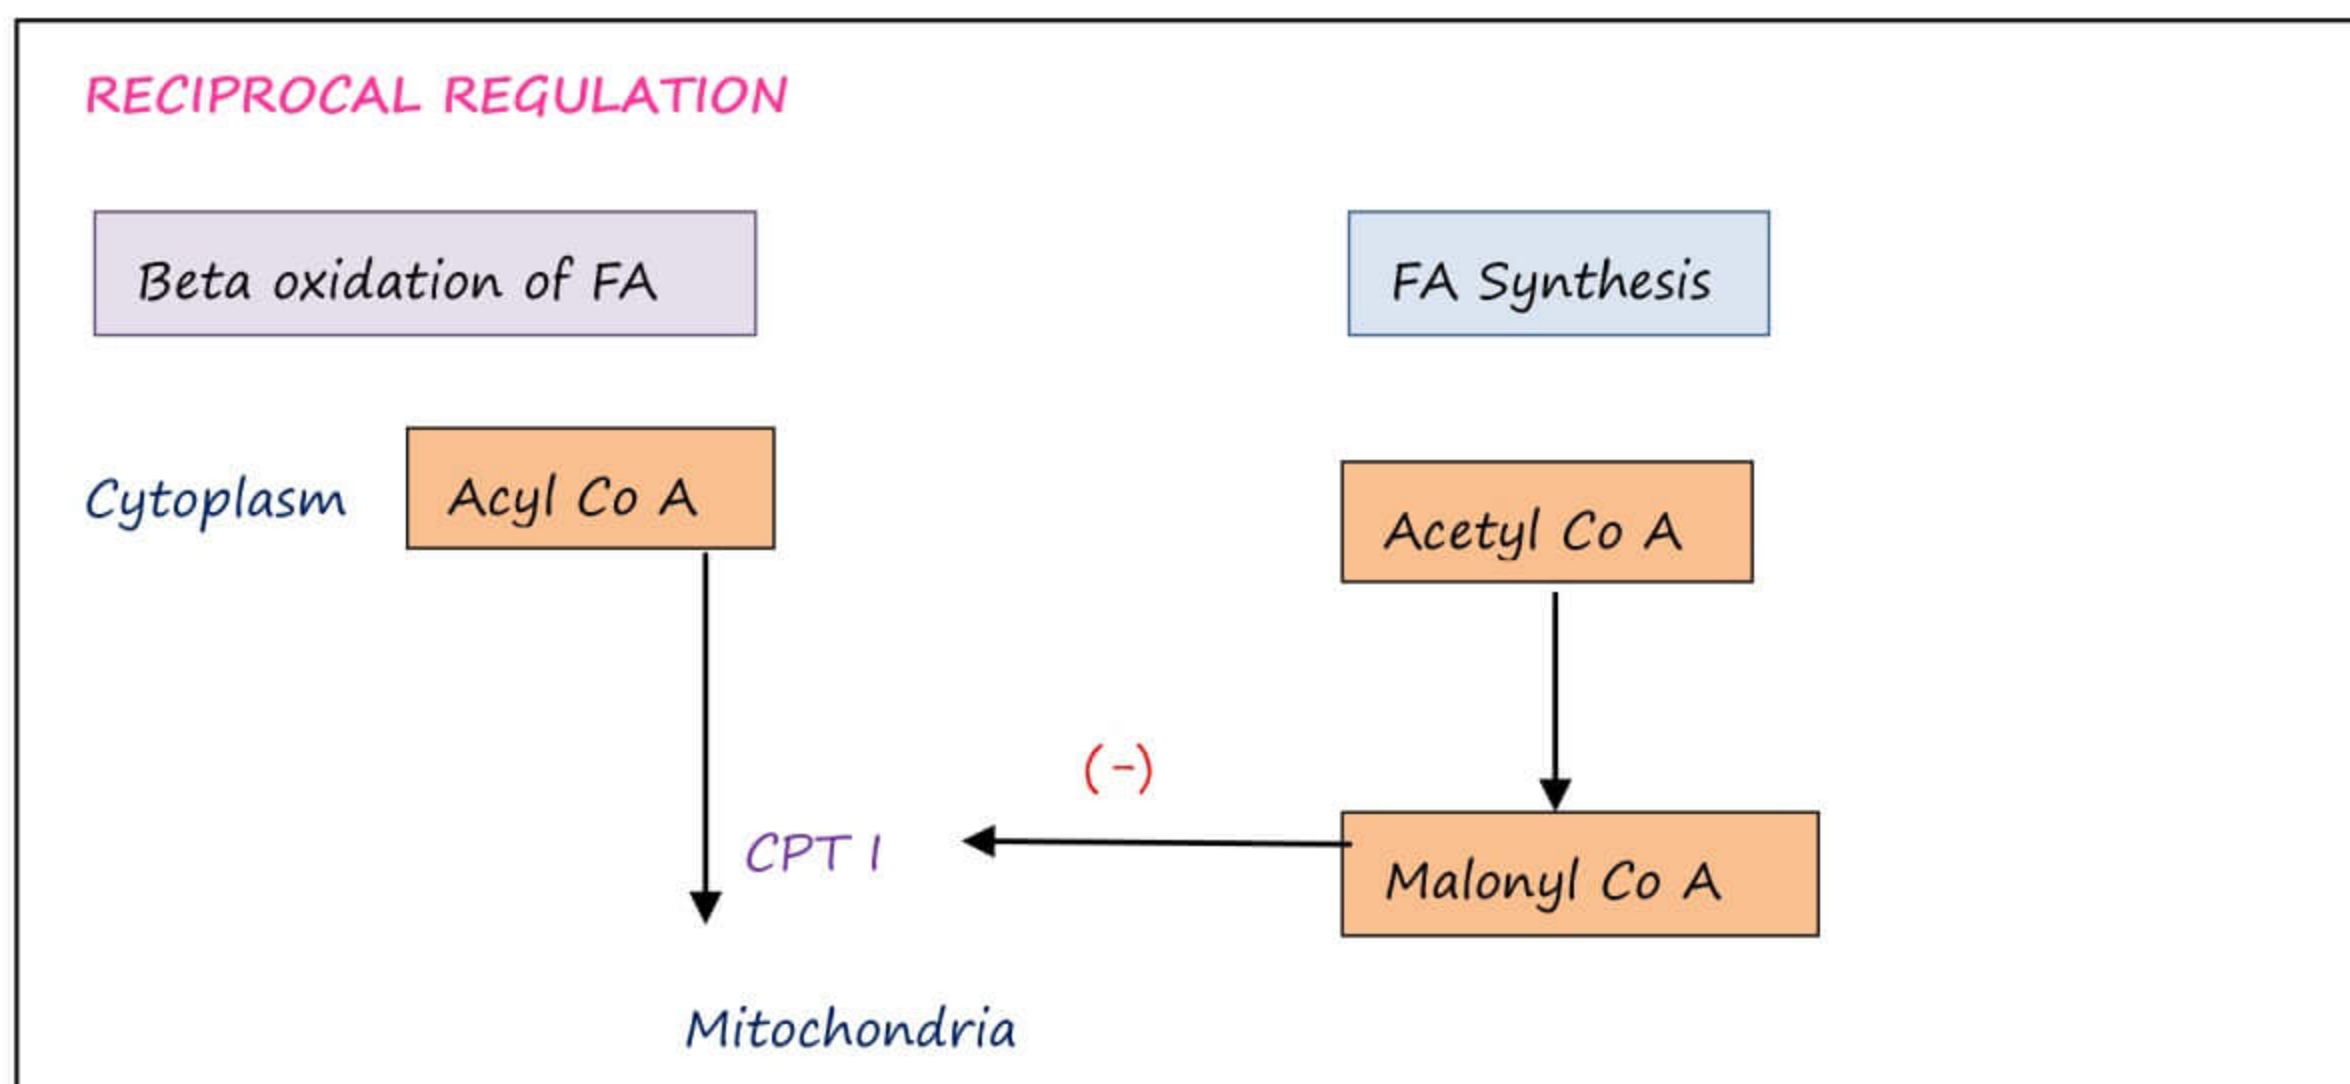 RECIPROCAL REGULATION
Beta oxidation of FA
FA Synthesis
Cytoplasm
Acyl Co A
Acetyl Co A
(-)
CPT I
Malonyl Co A
Mitochondria